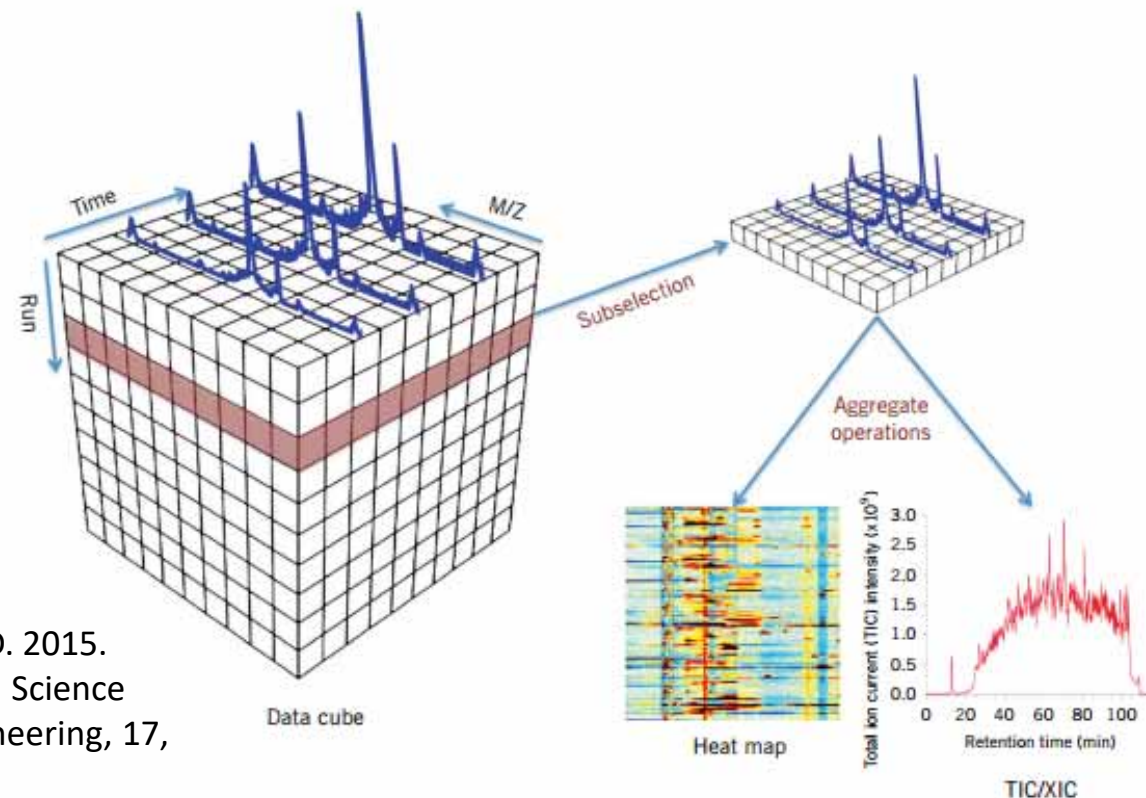 Time
M/Z
Run
Subselection
Aggregate
operations
Data cube
Heat map
Total ion current (TIC) intensity (x10⁹)
3.0
2.5
2.0
1.5
1.0
0.5
0.0
0 20 40 60 80 100
Retention time (min)
TIC/XIC
. 2015.
Science
neering, 17,